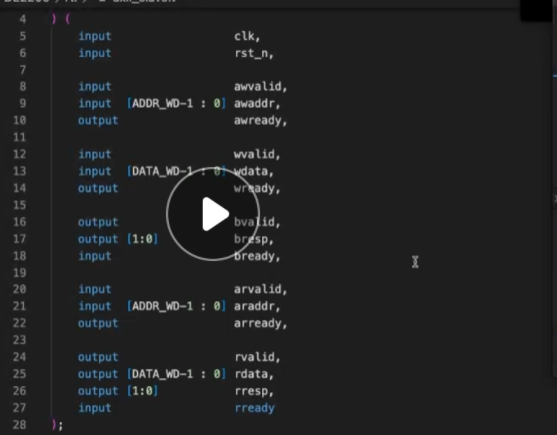 4 ) (
5 input clk,
6 input rst_n,
7
8 input awvalid,
9 input [ADDR_WD-1 : 0] awaddr,
10 output awready,
11
12 input wvalid,
13 input [DATA_WD-1 : 0] wdata,
14 output wready,
15
16 output bvalid,
17 output [1:0] bresp,
18 input bready,
19
20 input arvalid,
21 input [ADDR_WD-1 : 0] araddr,
22 output arready,
23
24 output rvalid,
25 output [DATA_WD-1 : 0] rdata,
26 output [1:0] rresp,
27 input rready
28 );